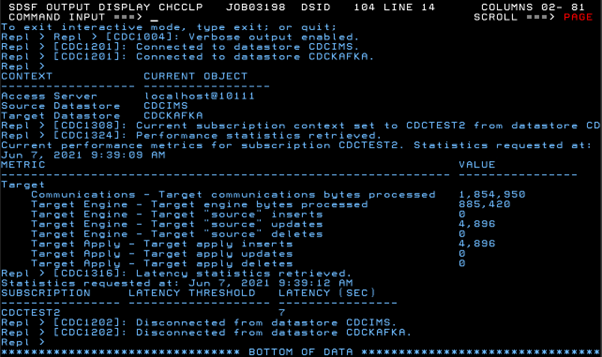 SDSF OUTPUT DISPLAY CHCCLP   JOB03198  DSID   104 LINE 14      COLUMNS 02- 81
COMMAND INPUT ===> _                                          SCROLL ===> PAGE
To exit interactive mode, type exit; or quit;
Repl > Repl > [CDC1004]: Verbose output enabled.
Repl > [CDC1201]: Connected to datastore CDCIMS.
Repl > [CDC1201]: Connected to datastore CDCKAFKA.
Repl >
CONTEXT            CURRENT OBJECT
------------------ -----------------
Access Server      localhost@10111
Source Datastore   CDCIMS
Target Datastore   CDCKAFKA
Repl > [CDC1308]: Current subscription context set to CDCTEST2 from datastore CD
Repl > [CDC1324]: Performance statistics retrieved.
Current performance metrics for subscription CDCTEST2. Statistics requested at:
Jun 7, 2021 9:39:09 AM
METRIC                                                      VALUE
----------------------------------------------------------- ----------------
Target
    Communications - Target communications bytes processed   1,854,950
    Target Engine - Target engine bytes processed            885,420
    Target Engine - Target "source" inserts                  0
    Target Engine - Target "source" updates                  4,896
    Target Engine - Target "source" deletes                  0
    Target Apply - Target apply inserts                      4,896
    Target Apply - Target apply updates                      0
    Target Apply - Target apply deletes                      0
Repl > [CDC1316]: Latency statistics retrieved.
Statistics requested at: Jun 7, 2021 9:39:12 AM
SUBSCRIPTION     LATENCY THRESHOLD   LATENCY (SEC)
---------------- ------------------- ----------------
CDCTEST2                             7
Repl > [CDC1202]: Disconnected from datastore CDCIMS.
Repl > [CDC1202]: Disconnected from datastore CDCKAFKA.
Repl >
******************************** BOTTOM OF DATA ********************************